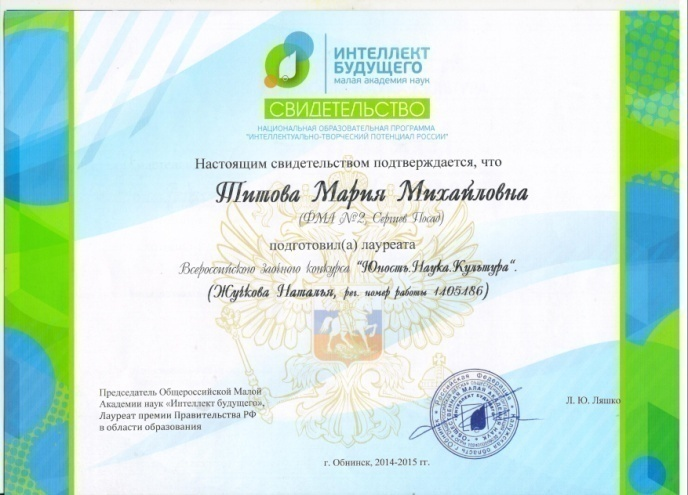 ИНТЕЛЛЕКТ
БУДУЩЕГО
малая академия наук
СВИДЕТЕЛЬСТВО
НАЦИОНАЛЬНАЯ ОБРАЗОВАТЕЛЬНАЯ ПРОГРАММА
"ИНТЕЛЛЕКТУАЛЬНО-ТВОРЧЕСКИЙ ПОТЕНЦИАЛ РОССИИ"
Настоящим свидетельством подтверждается, что
Титова Мария Михайловна
(ФМЛ №2, Сергиев Посад)
подготовил(а) лауреата
Всероссийского заочного конкурса "Юность.Наука.Культура".
(Жучкова Наталья, рег. номер работы 1405486)
Председатель Общероссийской Малой
Академии наук «Интеллект будущего»,
Лауреат премии Правительства РФ
в области образования
Л. Ю. Ляшко
г. Обнинск, 2014-2015 гг.